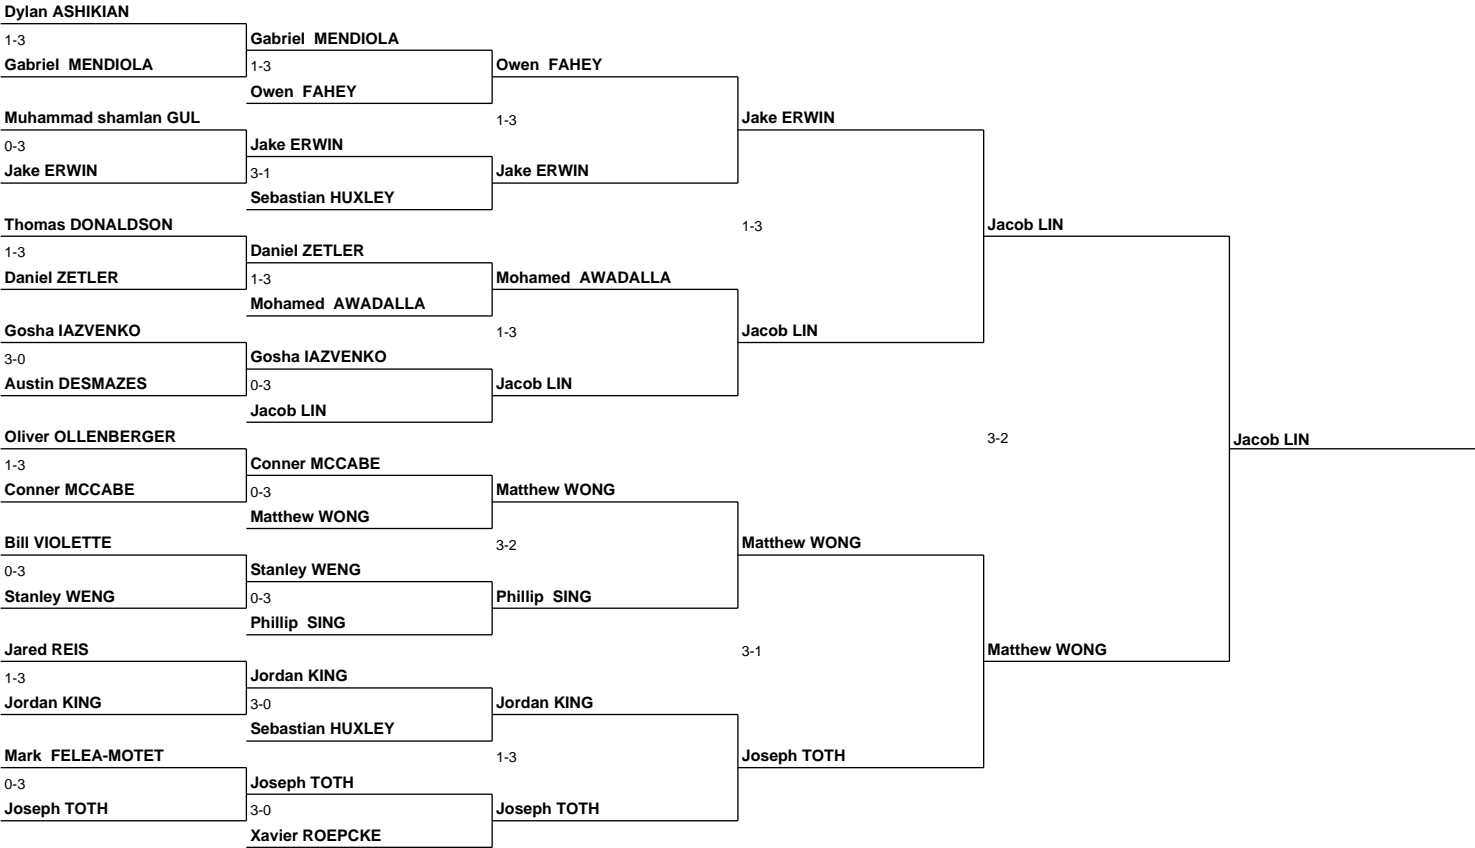 Dylan ASHIKIAN
1-3
Gabriel MENDIOLA
Muhammad shamlan GUL
0-3
Jake ERWIN
Thomas DONALDSON
1-3
Daniel ZETLER
Gosha IAZVENKO
3-0
Austin DESMAZES
Oliver OLLENBERGER
1-3
Conner MCCABE
Bill VIOLETTE
0-3
Stanley WENG
Jared REIS
1-3
Jordan KING
Mark FELEA-MOTET
0-3
Joseph TOTH
Gabriel MENDIOLA
1-3
Owen FAHEY
Jake ERWIN
3-1
Sebastian HUXLEY
Daniel ZETLER
1-3
Mohamed AWADALLA
Gosha IAZVENKO
0-3
Jacob LIN
Conner MCCABE
0-3
Matthew WONG
Stanley WENG
0-3
Phillip SING
Jordan KING
3-0
Sebastian HUXLEY
Joseph TOTH
3-0
Xavier ROEPCKE
Owen FAHEY
1-3
Jake ERWIN
Mohamed AWADALLA
1-3
Jacob LIN
Matthew WONG
3-2
Phillip SING
Jordan KING
1-3
Joseph TOTH
Jake ERWIN
1-3
Jacob LIN
Matthew WONG
3-1
Joseph TOTH
Jacob LIN
3-2
Matthew WONG
Jacob LIN